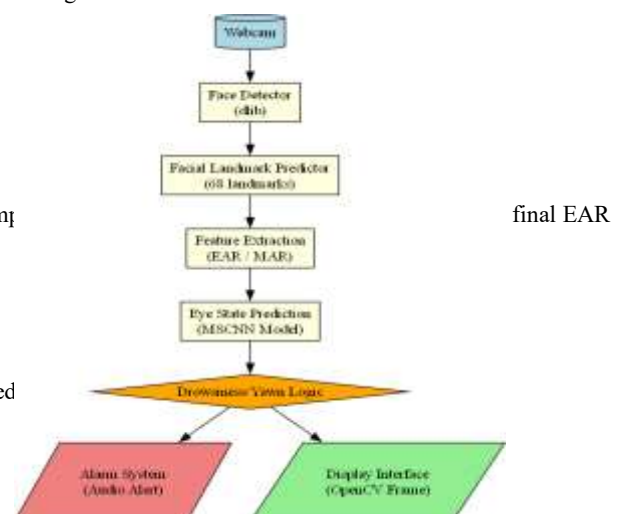 Webcam
Face Detector
(dlib)
Facial Landmark Predictor
(68 landmarks)
final EAR
Feature Extraction
(EAR / MAR)
Eye State Prediction
(MSCNN Model)
Drowsiness/Yawn Logic
Alarm System
(Audio Alert)
Display Interface
(OpenCV Frame)